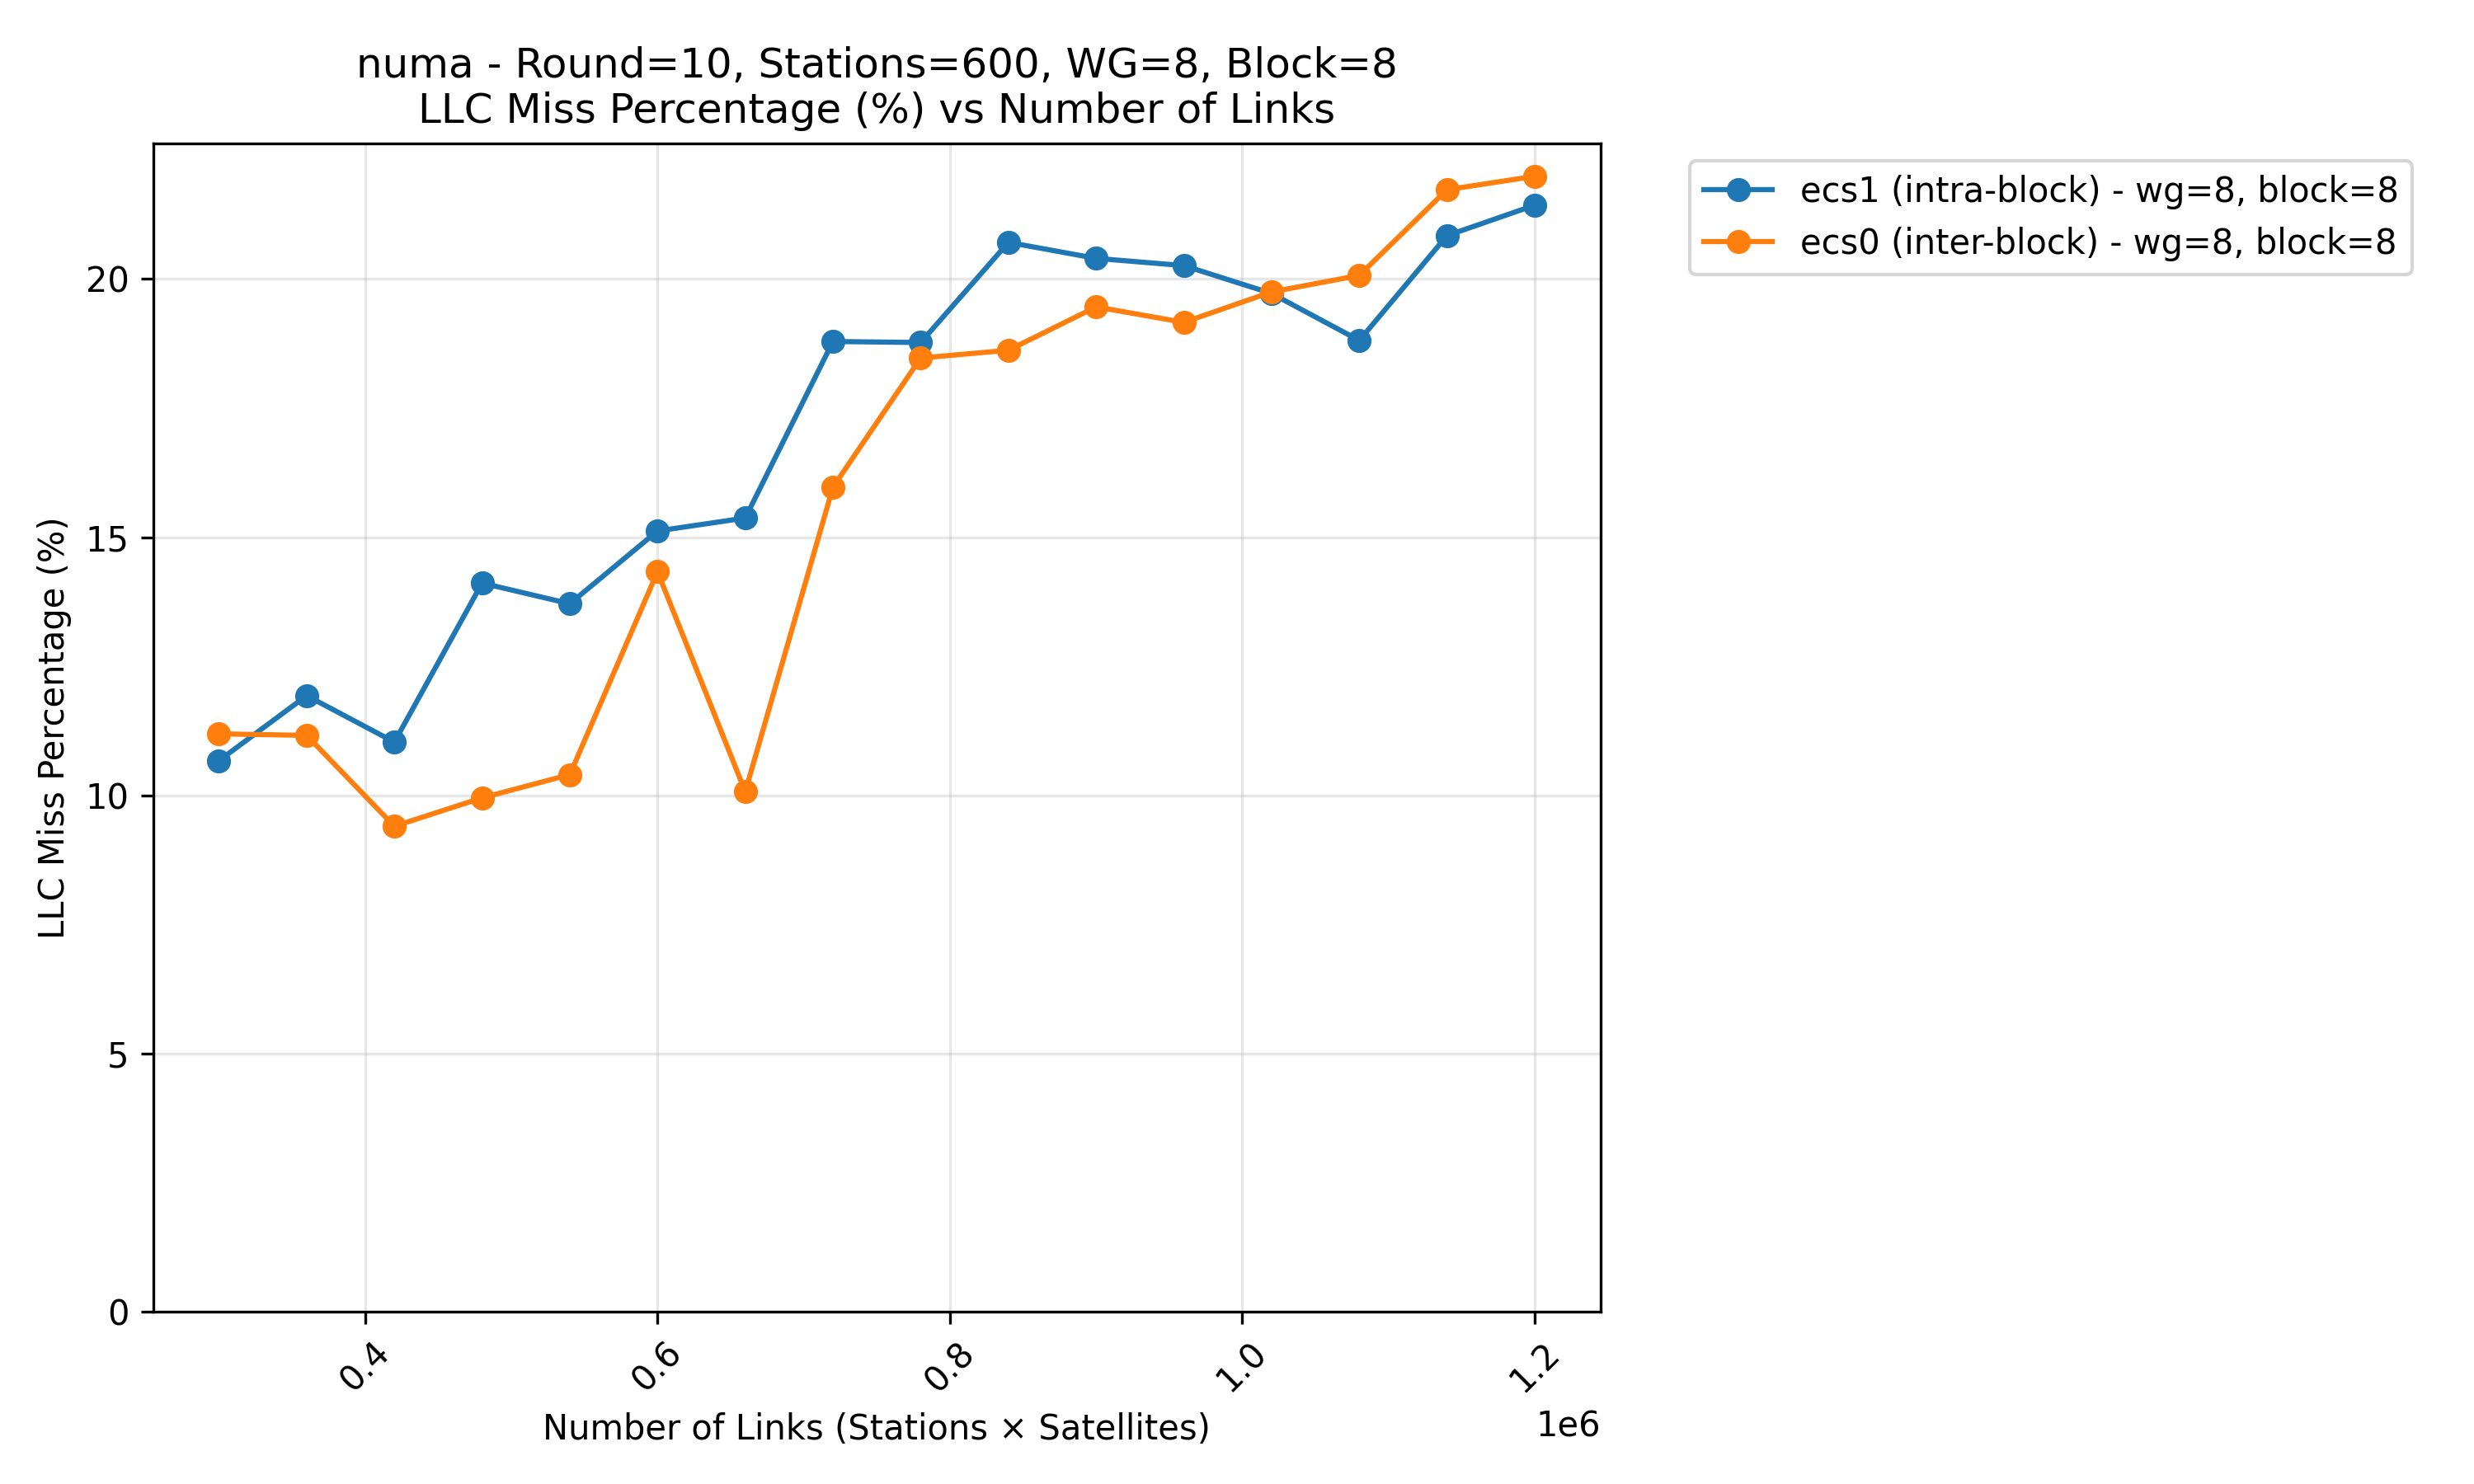 numa - Round=10, Stations=600, WG=8, Block=8
LLC Miss Percentage (%) vs Number of Links
ecs1 (intra-block) - wg=8, block=8
ecs0 (inter-block) - wg=8, block=8
LLC Miss Percentage (%)
20
15
10
5
0
0.4
0.6
0.8
1.0
1.2
1e6
Number of Links (Stations × Satellites)